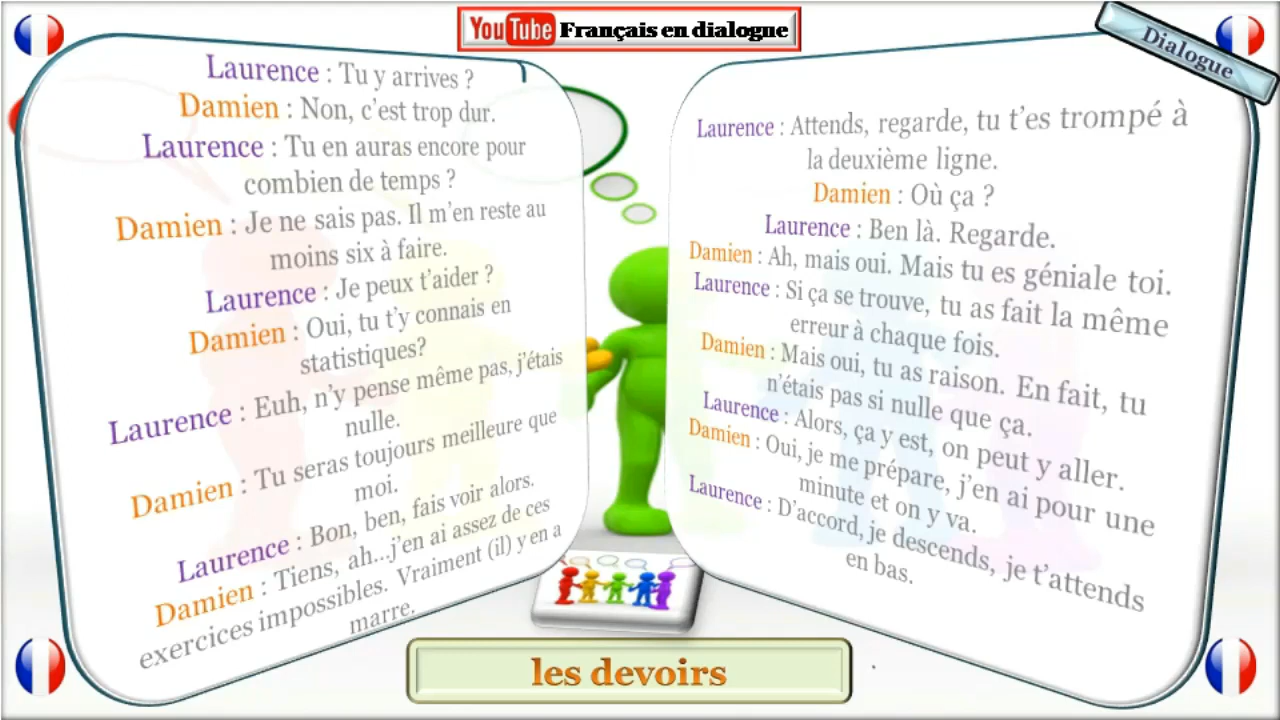 YouTube Français en dialogue
Dialogue
Laurence : Tu y arrives ?
Damien : Non, c'est trop dur.
Laurence : Tu en auras encore pour
combien de temps ?
Damien : Je ne sais pas. Il m'en reste au
moins six à faire.
Laurence : Je peux t'aider ?
Damien : Oui, tu t'y connais en
statistiques?
Laurence : Euh, n'y pense même pas, j'étais
nulle.
Damien : Tu seras toujours meilleure que
moi.
Laurence : Bon, ben, fais voir alors.
Damien : Tiens, ah...j'en ai assez de ces
exercices impossibles. Vraiment (il) y en a
marre.
Laurence : Attends, regarde, tu t'es trompé à
la deuxième ligne.
Damien : Où ça ?
Laurence : Ben là. Regarde.
Damien : Ah, mais oui. Mais tu es géniale toi.
Laurence : Si ça se trouve, tu as fait la même
erreur à chaque fois.
Damien : Mais oui, tu as raison. En fait, tu
n'étais pas si nulle que ça.
Laurence : Alors, ça y est, on peut y aller.
Damien : Oui, je me prépare, j'en ai pour une
minute et on y va.
Laurence : D'accord, je descends, je t'attends
en bas.
les devoirs